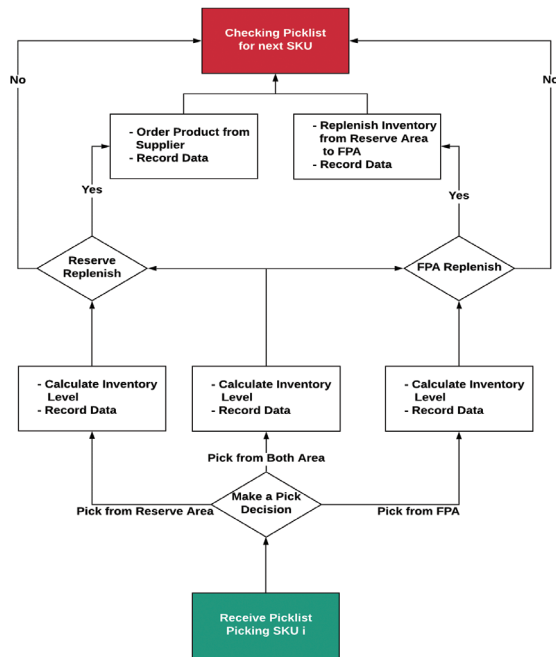 Checking Picklist
for next SKU
No
No
- Order Product from
Supplier
- Record Data
- Replenish Inventory
from Reserve Area
to FPA
- Record Data
Yes
Yes
Reserve
Replenish
FPA Replenish
- Calculate Inventory
Level
- Record Data
- Calculate Inventory
Level
- Record Data
- Calculate Inventory
Level
- Record Data
Pick from Both Area
Make a Pick
Decision
Pick from Reserve Area
Pick from FPA
Receive Picklist
Picking SKU i